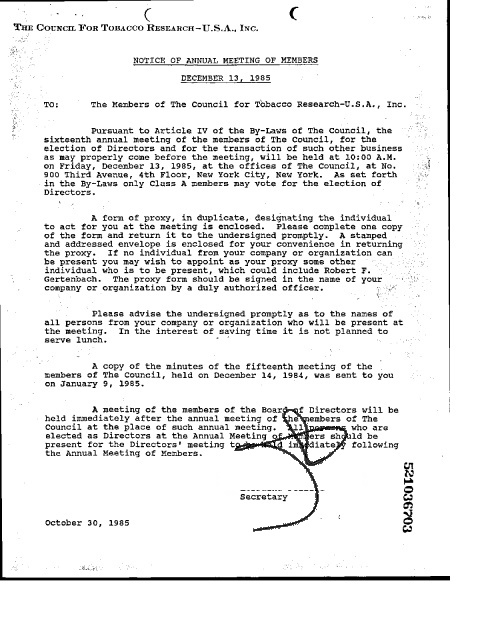 THE COUNCIL FOR TOBACCO RESEARCH-U.S.A., INC.
NOTICE OF ANNUAL MEETING OF MEMBERS
DECEMBER 13, 1985
TO: The Members of The Council for Tobacco Research-U.S.A., Inc.
Pursuant to Article IV of the By-Laws of The Council, the
sixteenth annual meeting of the members of The Council, for the
election of Directors and for the transaction of such other business
as may properly come before the meeting, will be held at 10:00 A.M.
on Friday, December 13, 1985, at the offices of The Council, at No.
900 Third Avenue, 4th Floor, New York City, New York. As set forth
in the By-Laws only Class A members may vote for the election of
Directors.
A form of proxy, in duplicate, designating the individual
to act for you at the meeting is enclosed. Please complete one copy
of the form and return it to the undersigned promptly. A stamped
and addressed envelope is enclosed for your convenience in returning
the proxy. If no individual from your company or organization can
be present you may wish to appoint as your proxy some other
individual who is to be present, which could include Robert F.
Gertenbach. The proxy form should be signed in the name of your
company or organization by a duly authorized officer.
Please advise the undersigned promptly as to the names of
all persons from your company or organization who will be present at
the meeting. In the interest of saving time it is not planned to
serve lunch.
A copy of the minutes of the fifteenth meeting of the
members of The Council, held on December 14, 1984, was sent to you
on January 9, 1985.
A meeting of the members of the Board of Directors will be
held immediately after the annual meeting of the members of The
Council at the place of such annual meeting. All persons who are
elected as Directors at the Annual Meeting of Members should be
present for the Directors' meeting to be held immediately following
the Annual Meeting of Members.
Secretary
October 30, 1985
521036703